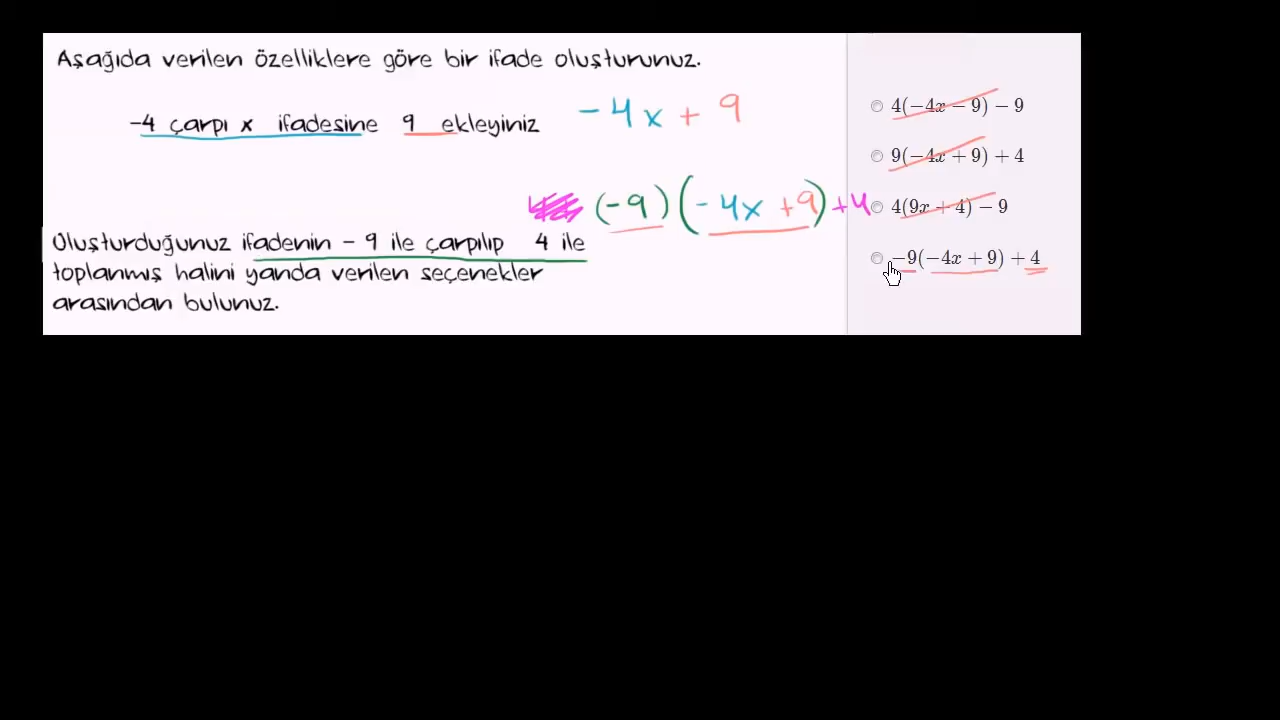 Aşağıda verilen özelliklere göre bir ifade oluşturunuz.
-4 çarpı x ifadesine 9 ekleyiniz
-4x + 9
(-9)(-4x +9)+4
Oluşturduğunuz ifadenin - 9 ile çarpılıp 4 ile
toplanmış halini yanda verilen seçenekler
arasından bulunuz.
4(−4x − 9) − 9
9(−4x + 9) + 4
4(9x + 4) − 9
−9(−4x + 9) + 4